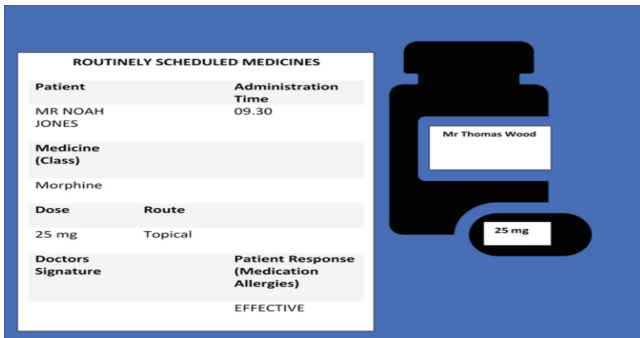 ROUTINELY SCHEDULED MEDICINES
Patient Administration
Time
MR NOAH 09.30
JONES
Medicine
(Class)
Morphine
Dose Route
25 mg Topical
Doctors Patient Response
Signature (Medication
Allergies)
EFFECTIVE
Mr Thomas Wood
25 mg